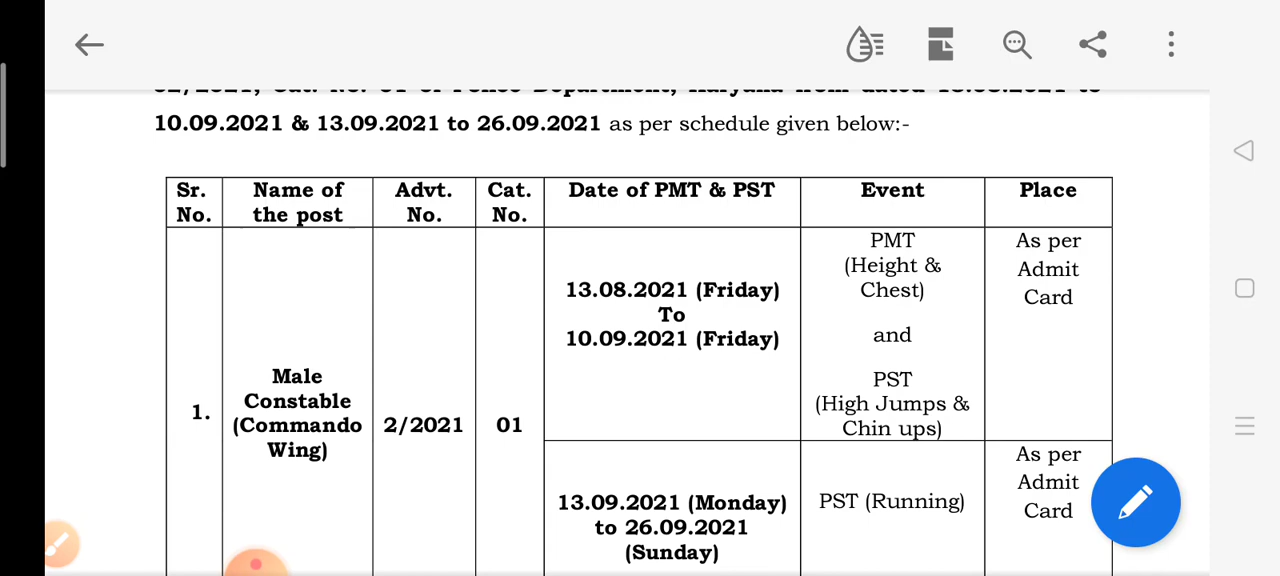 10.09.2021 & 13.09.2021 to 26.09.2021 as per schedule given below:-
Sr. No.
Name of the post
Advt. No.
Cat. No.
Date of PMT & PST
Event
Place
1.
Male
Constable
(Commando
Wing)
2/2021
01
13.08.2021 (Friday)
To
10.09.2021 (Friday)
PMT
(Height &
Chest)
and
PST
(High Jumps &
Chin ups)
As per
Admit
Card
13.09.2021 (Monday)
to 26.09.2021
(Sunday)
PST (Running)
As per
Admit
Card